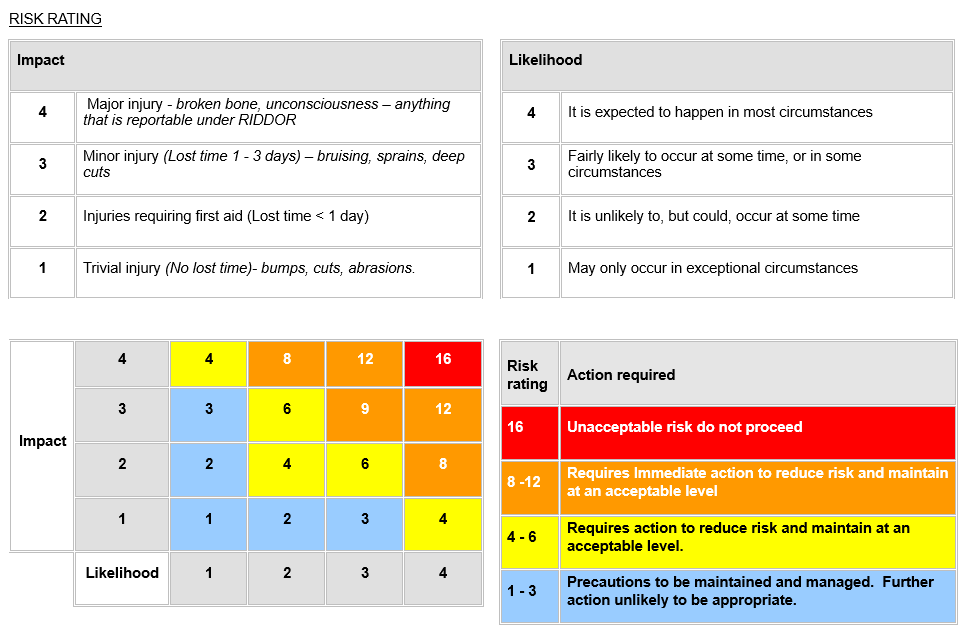 RISK RATING
Impact
4
Major injury - broken bone, unconsciousness – anything
that is reportable under RIDDOR
3
Minor injury (Lost time 1 - 3 days) – bruising, sprains, deep
cuts
2
Injuries requiring first aid (Lost time < 1 day)
1
Trivial injury (No lost time)- bumps, cuts, abrasions.
Likelihood
4
It is expected to happen in most circumstances
3
Fairly likely to occur at some time, or in some
circumstances
2
It is unlikely to, but could, occur at some time
1
May only occur in exceptional circumstances
Impact
4 4 8 12 16
3 3 6 9 12
2 2 4 6 8
1 1 2 3 4
Likelihood 1 2 3 4
Risk
rating
Action required
16
Unacceptable risk do not proceed
8 -12
Requires Immediate action to reduce risk and maintain
at an acceptable level
4 - 6
Requires action to reduce risk and maintain at an
acceptable level.
1 - 3
Precautions to be maintained and managed.  Further
action unlikely to be appropriate.